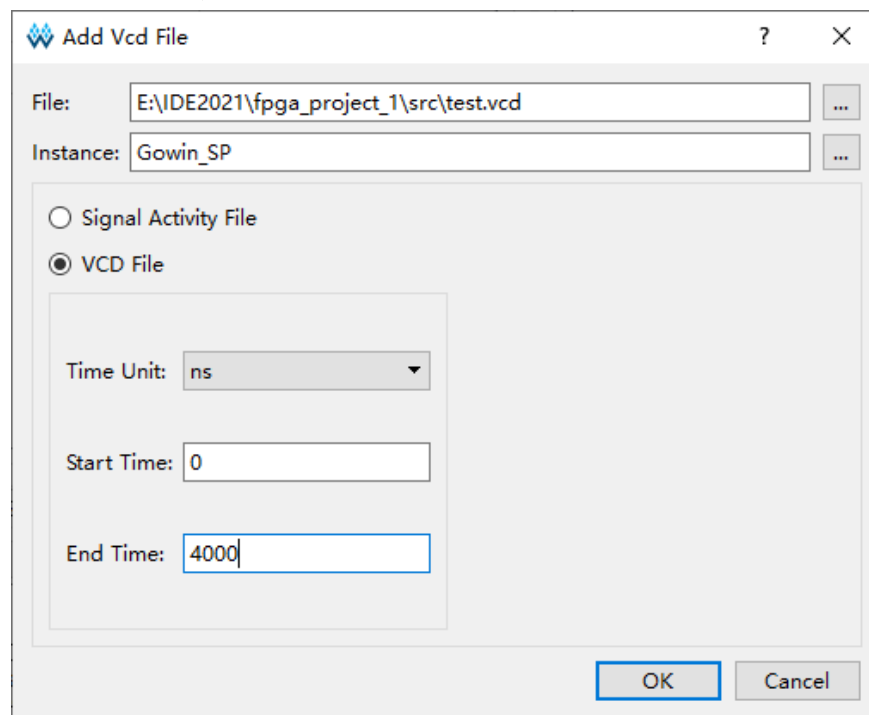 Add Vcd File ?
File: E:\IDE2021\fpga_project_1\src\test.vcd ...
Instance: Gowin_SP ...
Signal Activity File
VCD File
Time Unit: ns
Start Time: 0
End Time: 4000
OK Cancel